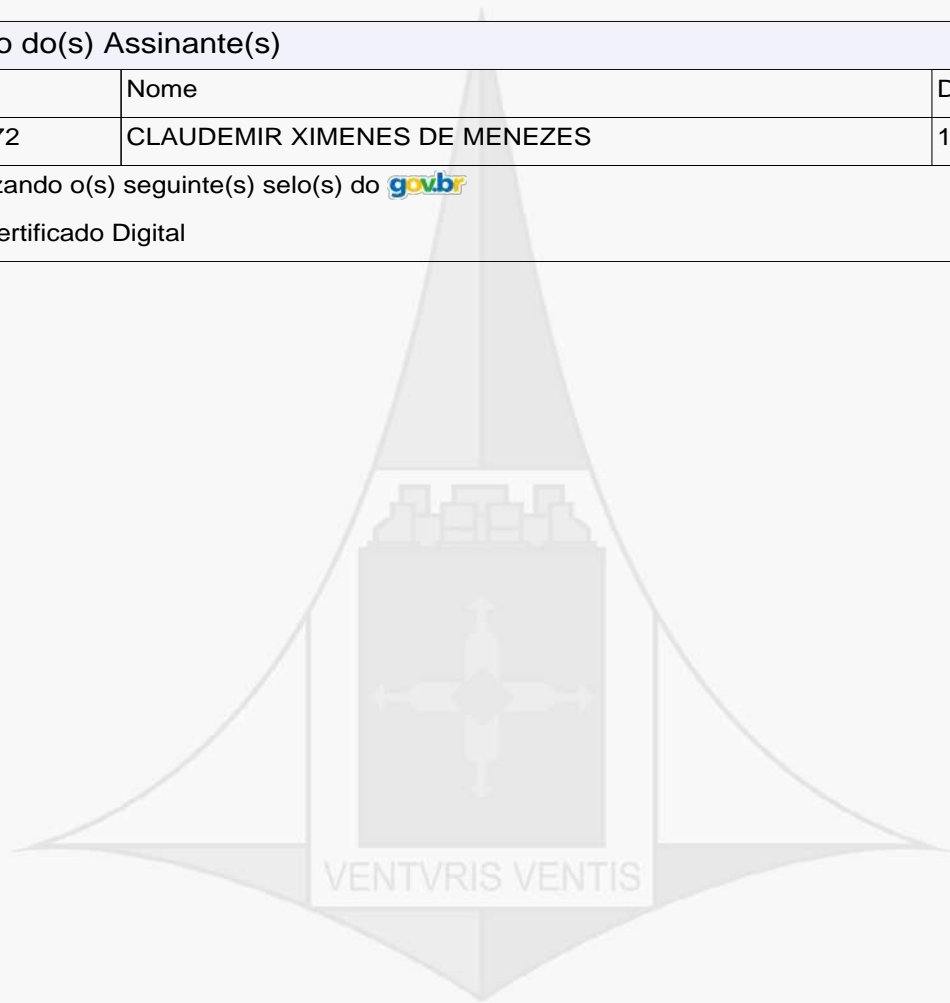 o do(s) Assinante(s)
Nome D
72 CLAUDEMIR XIMENES DE MENEZES 1
zando o(s) seguinte(s) selo(s) do gov.br
ertificado Digital
VENTVRIS VENTIS